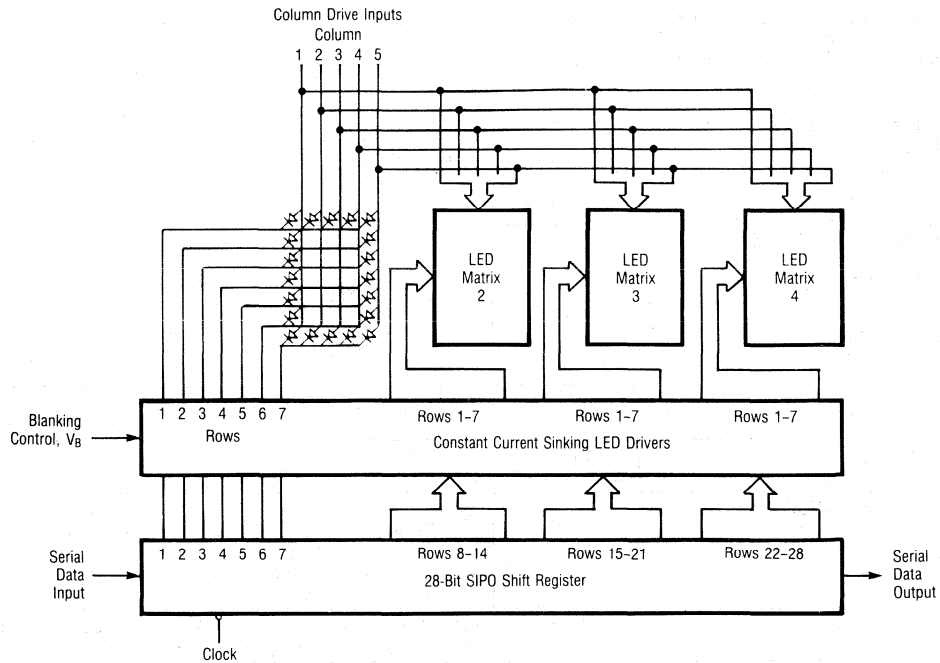 Column Drive Inputs
Column
1 2 3 4 5
LED
Matrix
2
LED
Matrix
3
LED
Matrix
4
Blanking
Control, VB
1 2 3 4 5 6 7
Rows
Rows 1–7
Rows 1–7
Rows 1–7
Constant Current Sinking LED Drivers
Serial
Data
Input
1 2 3 4 5 6 7
Rows 8–14
Rows 15–21
Rows 22–28
28-Bit SIPO Shift Register
Serial
Data
Output
Clock